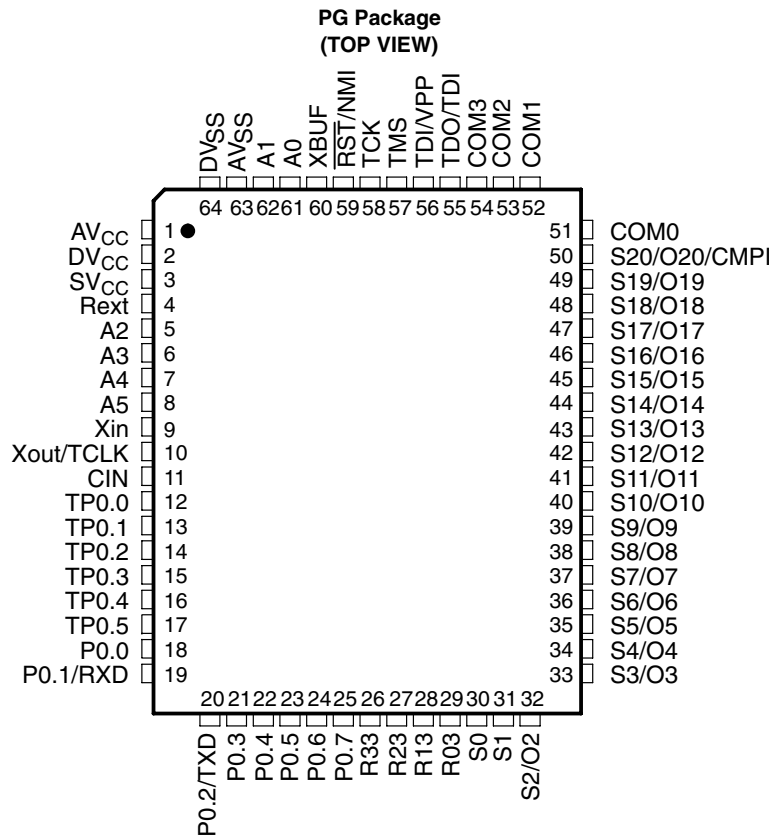 PG Package
(TOP VIEW)
DVSS
AVSS
A1
A0
XBUF
RST/NMI
TCK
TMS
TDI/VPP
TDO/TDI
COM3
COM2
COM1
64 63 62 61 60 59 58 57 56 55 54 53 52
AVCC 1 51 COM0
DVCC 2 50 S20/O20/CMPI
SVCC 3 49 S19/O19
Rext 4 48 S18/O18
A2 5 47 S17/O17
A3 6 46 S16/O16
A4 7 45 S15/O15
A5 8 44 S14/O14
Xin 9 43 S13/O13
Xout/TCLK 10 42 S12/O12
CIN 11 41 S11/O11
TP0.0 12 40 S10/O10
TP0.1 13 39 S9/O9
TP0.2 14 38 S8/O8
TP0.3 15 37 S7/O7
TP0.4 16 36 S6/O6
TP0.5 17 35 S5/O5
P0.0 18 34 S4/O4
P0.1/RXD 19 33 S3/O3
20 21 22 23 24 25 26 27 28 29 30 31 32
P0.2/TXD
P0.3
P0.4
P0.5
P0.6
P0.7
R33
R23
R13
R03
S0
S1
S2/O2